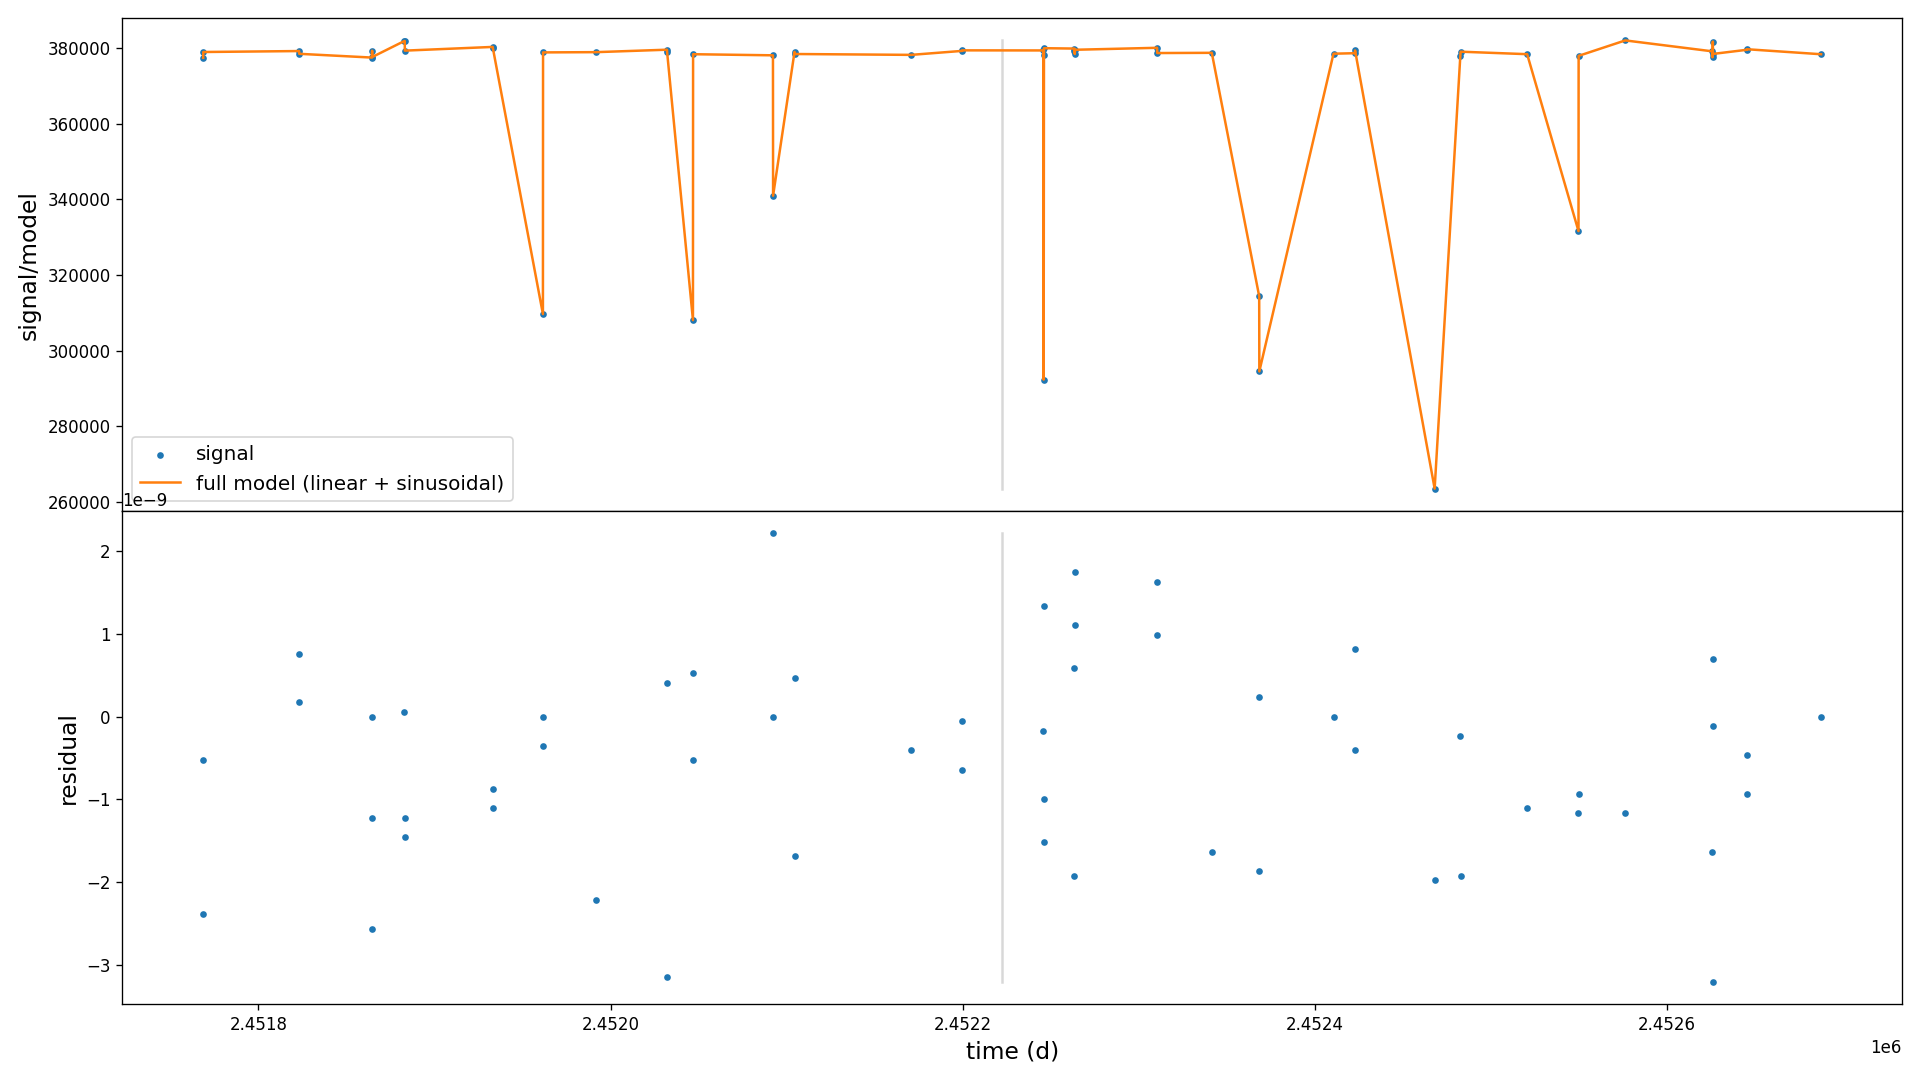 380000
360000
340000
320000
300000
280000
260000
signal/model
signal
full model (linear + sinusoidal)
1e−9
2
1
0
−1
−2
−3
residual
2.4518
2.4520
2.4522
2.4524
2.4526
time (d)
1e6